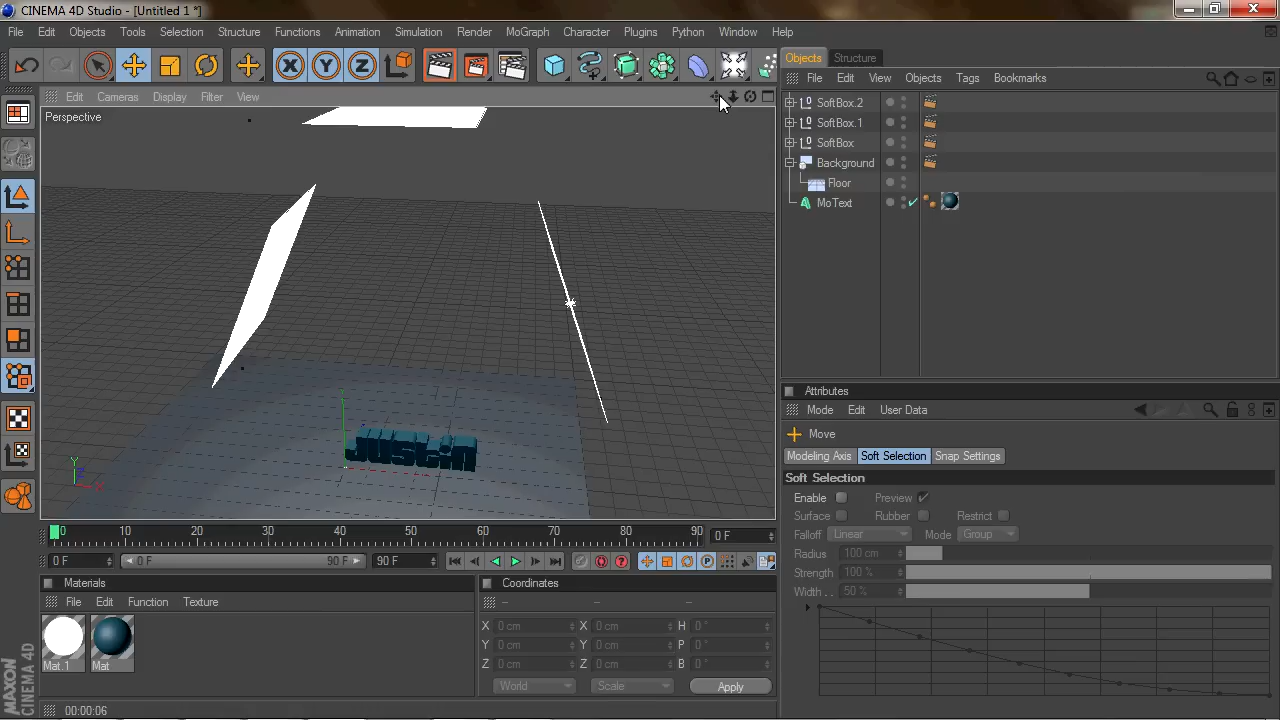 CINEMA 4D Studio - [Untitled 1 *]
File Edit Objects Tools Selection Structure Functions Animation Simulation Render MoGraph Character Plugins Python Window Help
X Y Z
Objects Structure
File Edit View Objects Tags Bookmarks
Edit Cameras Display Filter View
Perspective
SoftBox.2
SoftBox.1
SoftBox
Background
Floor
MoText
JUSTIN
Y
Z
X
Attributes
Mode Edit User Data
Move
Modeling Axis Soft Selection Snap Settings
Soft Selection
Enable Preview
Surface Rubber Restrict
Falloff Linear Mode Group
Radius 100 cm
Strength 100 %
Width . . 50 %
0 10 20 30 40 50 60 70 80 90 0 F
0 F 0 F 90 F 90 F
Materials
File Edit Function Texture
Mat.1 Mat
Coordinates
-- -- --
X 0 cm X 0 cm H 0 °
Y 0 cm Y 0 cm P 0 °
Z 0 cm Z 0 cm B 0 °
World Scale Apply
MAXON
CINEMA 4D
00:00:06